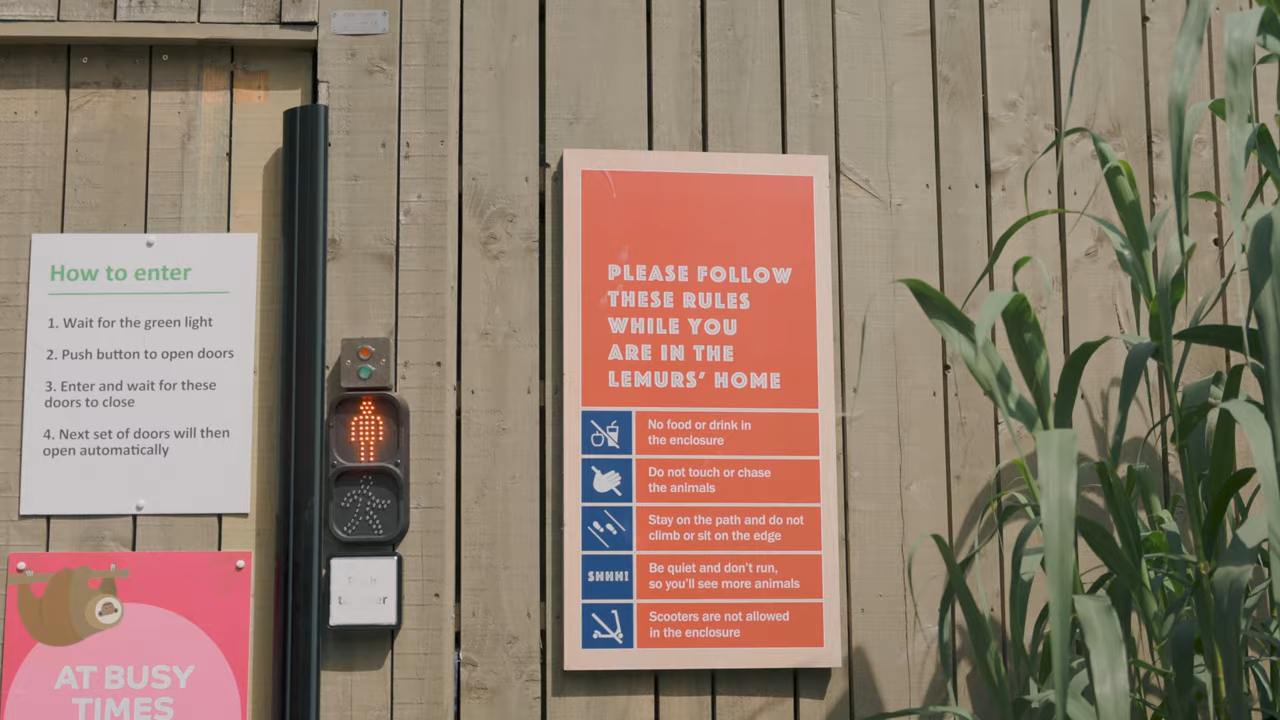 How to enter
1. Wait for the green light
2. Push button to open doors
3. Enter and wait for these
doors to close
4. Next set of doors will then
open automatically
AT BUSY
TIMES
PLEASE FOLLOW
THESE RULES
WHILE YOU
ARE IN THE
LEMURS' HOME
No food or drink in
the enclosure
Do not touch or chase
the animals
Stay on the path and do not
climb or sit on the edge
SHHH!
Be quiet and don't run,
so you'll see more animals
Scooters are not allowed
in the enclosure